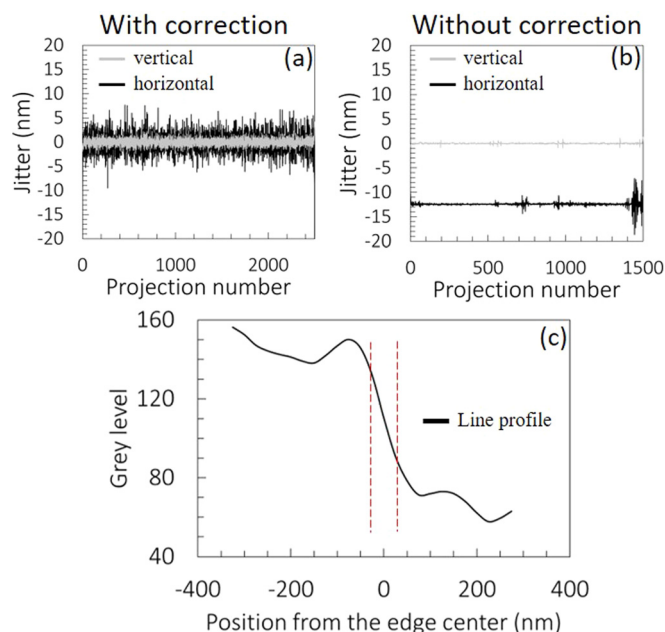 With correction
Without correction
20
15
10
5
0
-5
-10
-15
-20
Jitter (nm)
vertical
horizontal
(a)
0
1000
2000
Projection number
20
15
10
5
0
-5
-10
-15
-20
Jitter (nm)
vertical
horizontal
(b)
0
500
1000
1500
Projection number
160
120
80
40
Grey level
(c)
Line profile
-400
-200
0
200
400
Position from the edge center (nm)